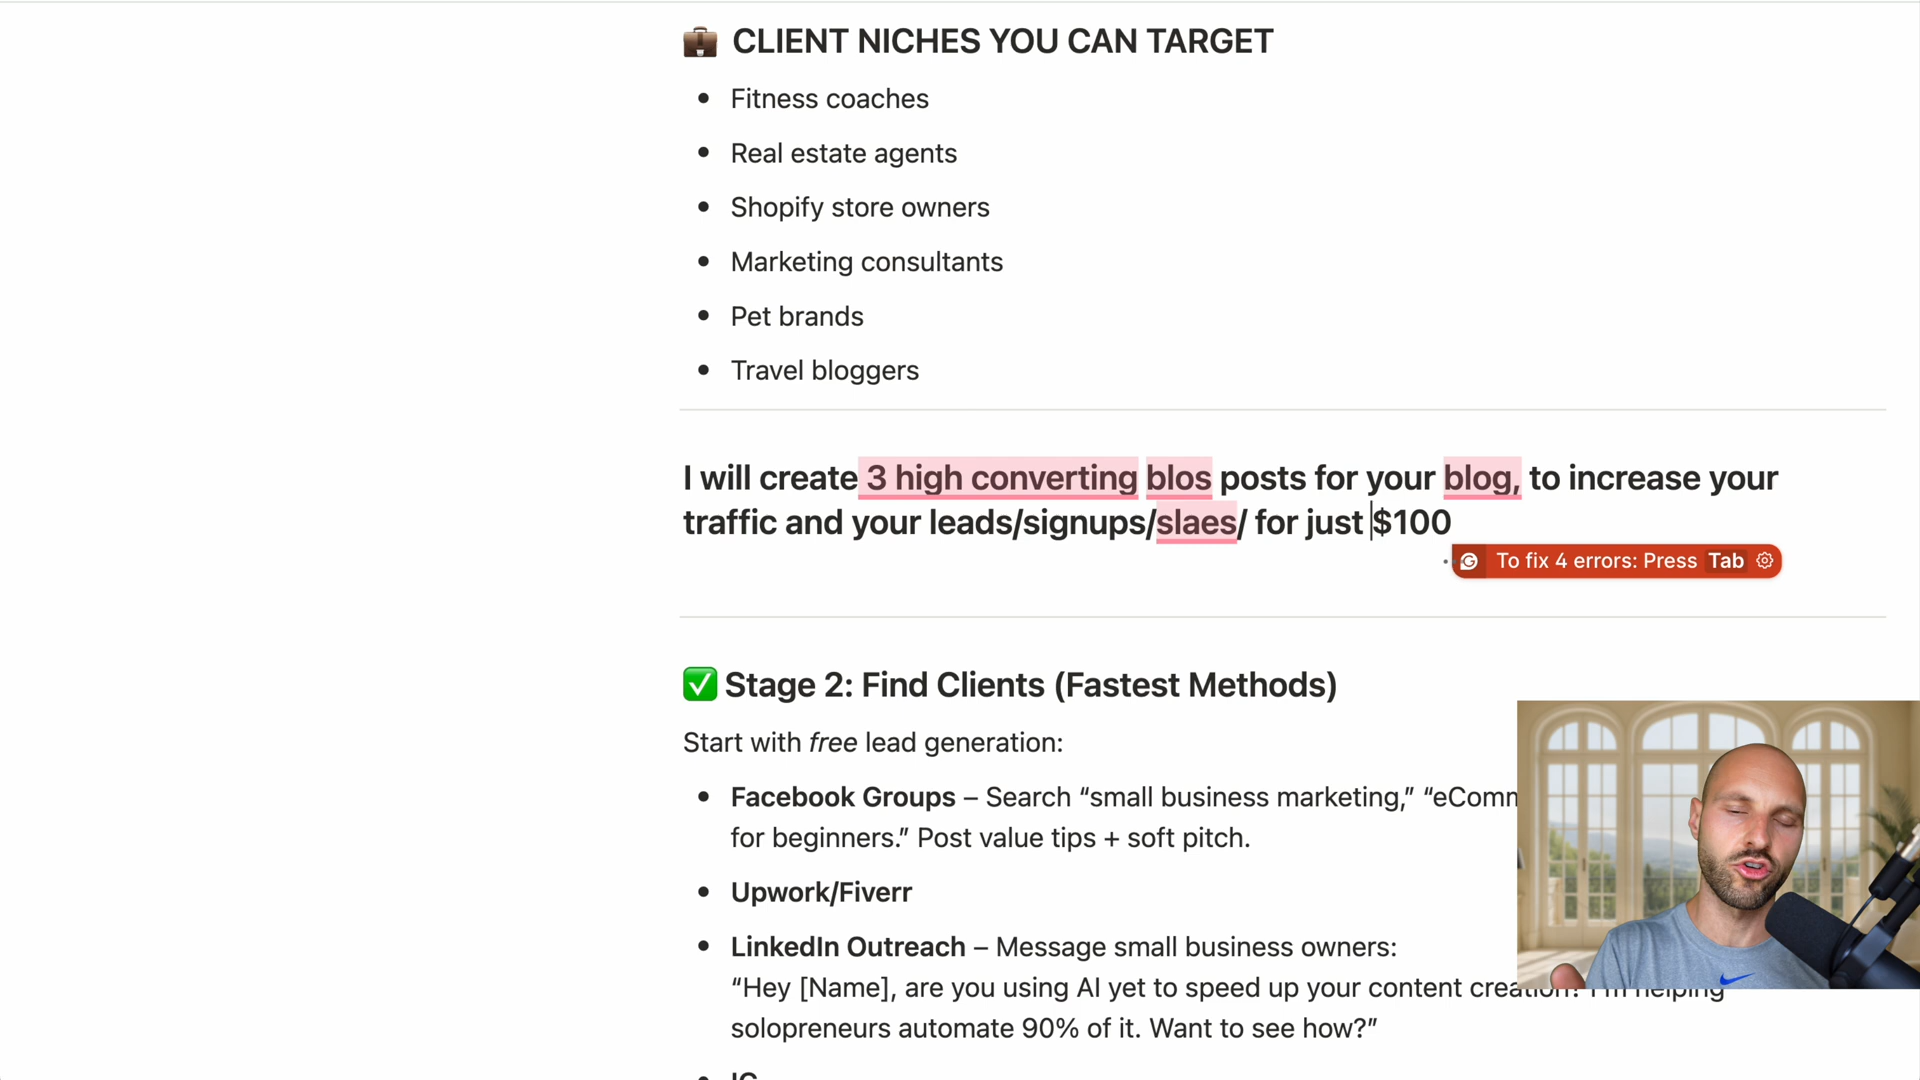 💼 CLIENT NICHES YOU CAN TARGET
• Fitness coaches
• Real estate agents
• Shopify store owners
• Marketing consultants
• Pet brands
• Travel bloggers
I will create 3 high converting blos posts for your blog, to increase your
traffic and your leads/signups/slaes/ for just $100
To fix 4 errors: Press Tab
✅ Stage 2: Find Clients (Fastest Methods)
Start with free lead generation:
• Facebook Groups – Search “small business marketing,” “eComm
for beginners.” Post value tips + soft pitch.
• Upwork/Fiverr
• LinkedIn Outreach – Message small business owners:
“Hey [Name], are you using AI yet to speed up your content creation? I'm helping
solopreneurs automate 90% of it. Want to see how?”